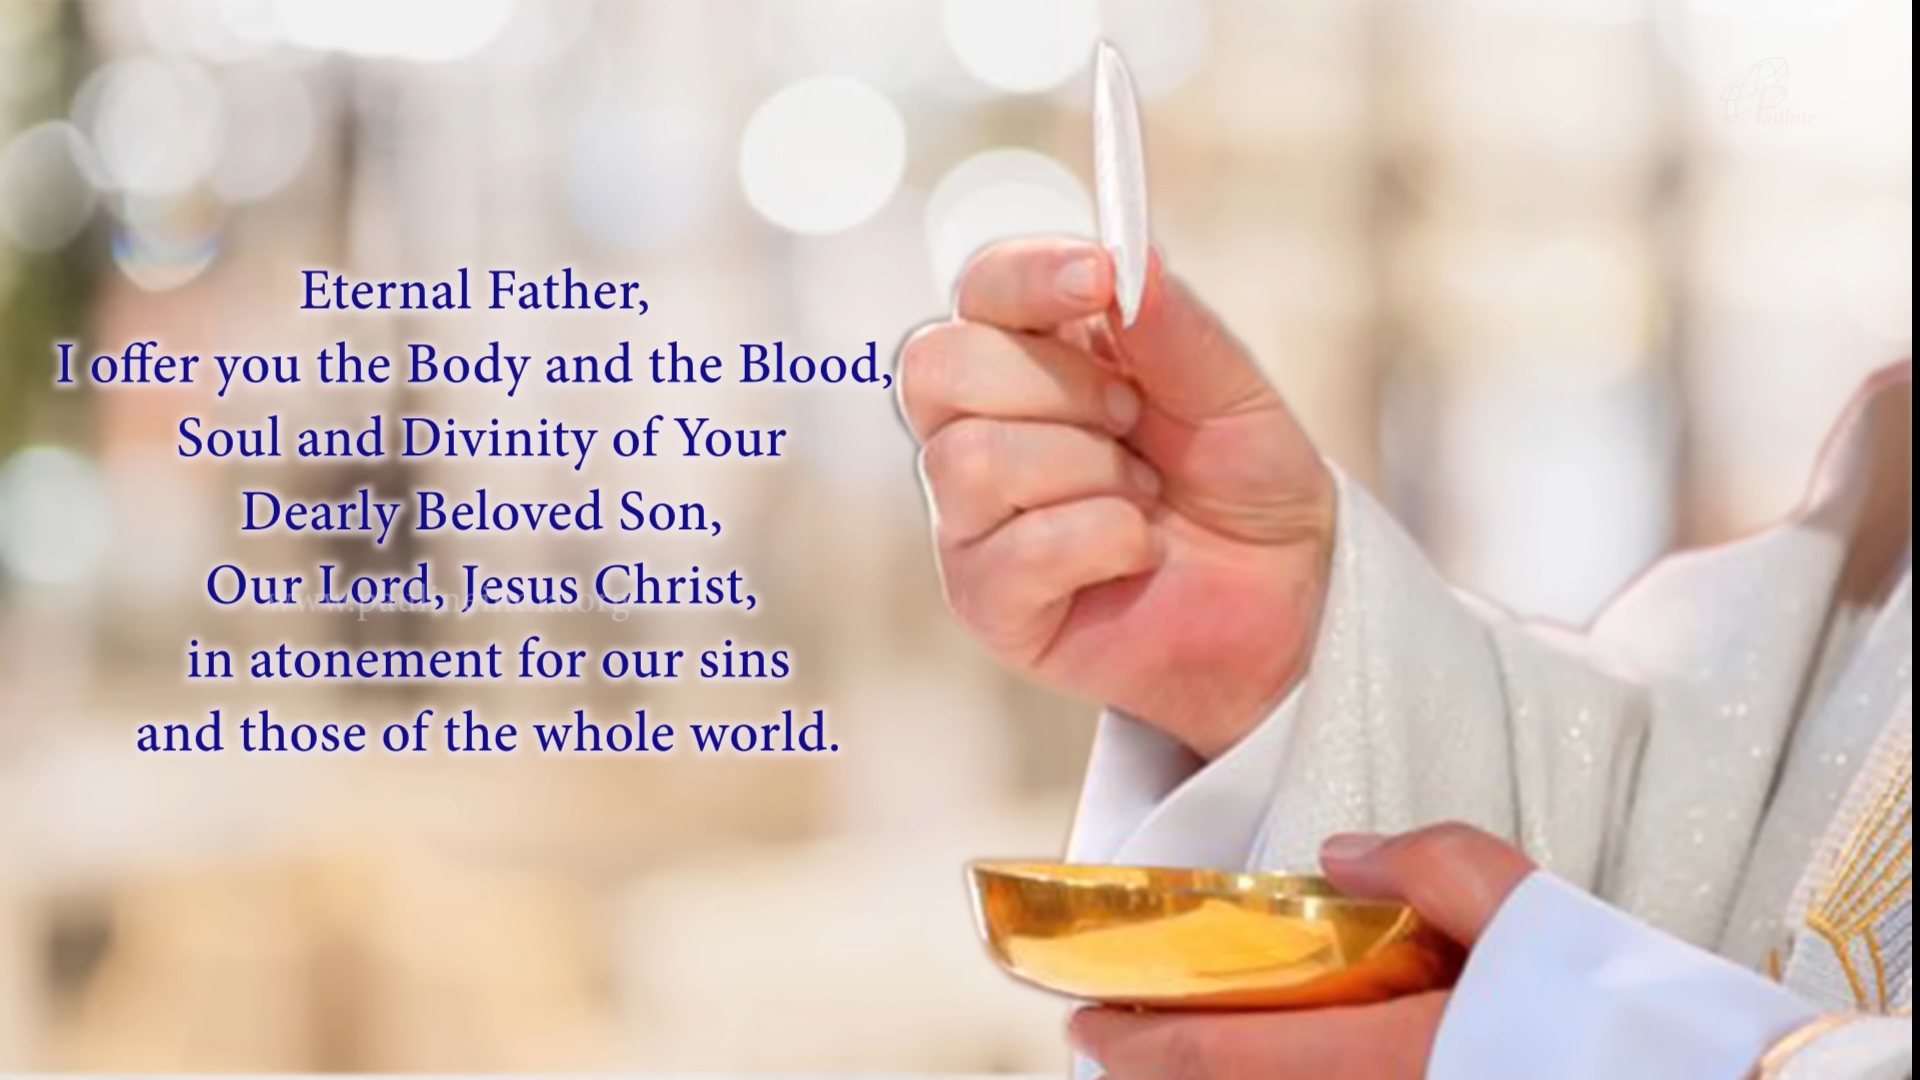 Eternal Father,
I offer you the Body and the Blood,
Soul and Divinity of Your
Dearly Beloved Son,
Our Lord, Jesus Christ,
in atonement for our sins
and those of the whole world.
Pauline